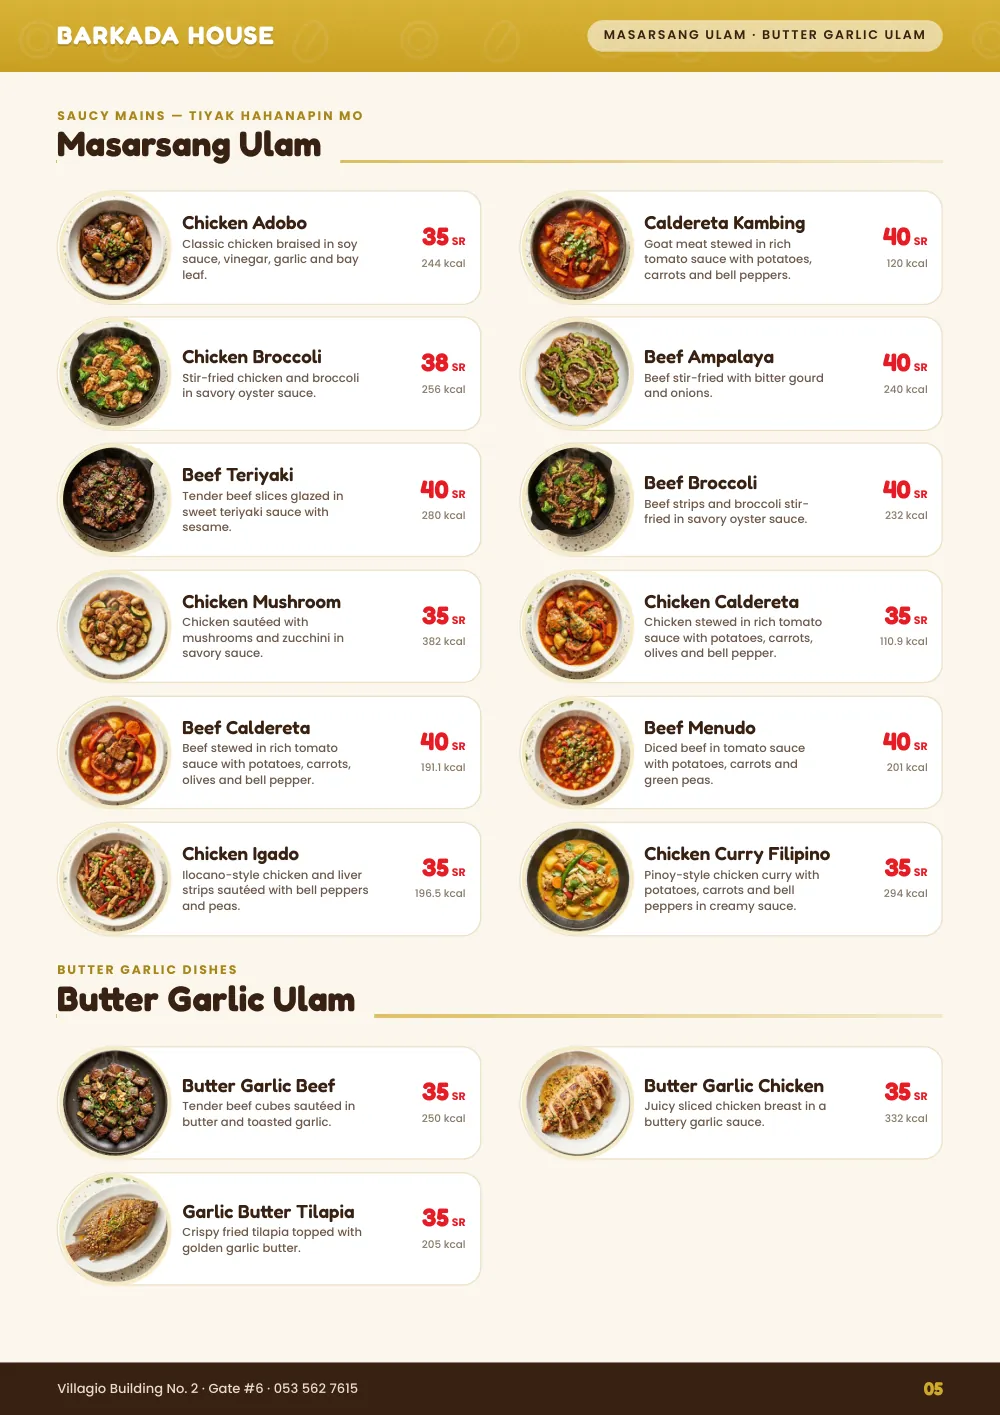 BARKADA HOUSE
MASARSANG ULAM · BUTTER GARLIC ULAM
SAUCY MAINS — TIYAK HAHANAPIN MO
Masarsang Ulam
Chicken Adobo
Classic chicken braised in soy
sauce, vinegar, garlic and bay
leaf.
35 SR
244 kcal
Caldereta Kambing
Goat meat stewed in rich
tomato sauce with potatoes,
carrots and bell peppers.
40 SR
120 kcal
Chicken Broccoli
Stir-fried chicken and broccoli
in savory oyster sauce.
38 SR
256 kcal
Beef Ampalaya
Beef stir-fried with bitter gourd
and onions.
40 SR
240 kcal
Beef Teriyaki
Tender beef slices glazed in
sweet teriyaki sauce with
sesame.
40 SR
280 kcal
Beef Broccoli
Beef strips and broccoli stir-
fried in savory oyster sauce.
40 SR
232 kcal
Chicken Mushroom
Chicken sautéed with
mushrooms and zucchini in
savory sauce.
35 SR
382 kcal
Chicken Caldereta
Chicken stewed in rich tomato
sauce with potatoes, carrots,
olives and bell pepper.
35 SR
110.9 kcal
Beef Caldereta
Beef stewed in rich tomato
sauce with potatoes, carrots,
olives and bell pepper.
40 SR
191.1 kcal
Beef Menudo
Diced beef in tomato sauce
with potatoes, carrots and
green peas.
40 SR
201 kcal
Chicken Igado
Ilocano-style chicken and liver
strips sautéed with bell peppers
and peas.
35 SR
196.5 kcal
Chicken Curry Filipino
Pinoy-style chicken curry with
potatoes, carrots and bell
peppers in creamy sauce.
35 SR
294 kcal
BUTTER GARLIC DISHES
Butter Garlic Ulam
Butter Garlic Beef
Tender beef cubes sautéed in
butter and toasted garlic.
35 SR
250 kcal
Butter Garlic Chicken
Juicy sliced chicken breast in a
buttery garlic sauce.
35 SR
332 kcal
Garlic Butter Tilapia
Crispy fried tilapia topped with
golden garlic butter.
35 SR
205 kcal
Villagio Building No. 2 · Gate #6 · 053 562 7615
05